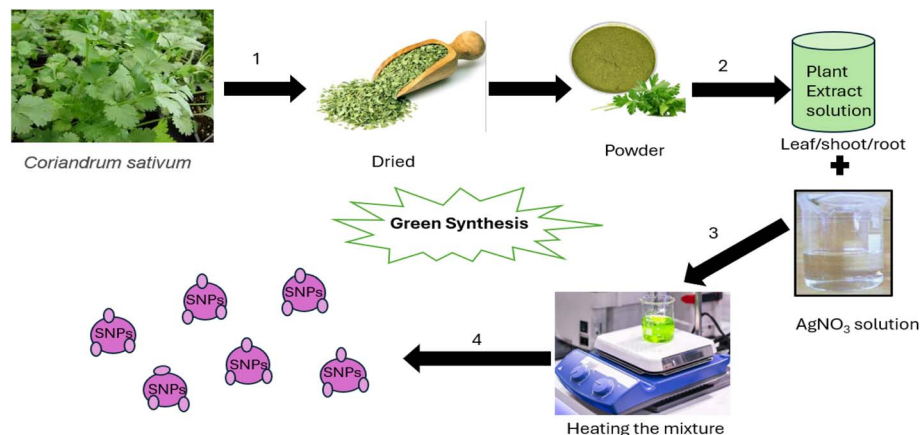 1
2
Plant
Extract
solution
Coriandrum sativum
Dried
Powder
Leaf/shoot/root
+
Green Synthesis
3
SNPs
SNPs
SNPs
SNPs
SNPs
SNPs
4
AgNO₃ solution
Heating the mixture